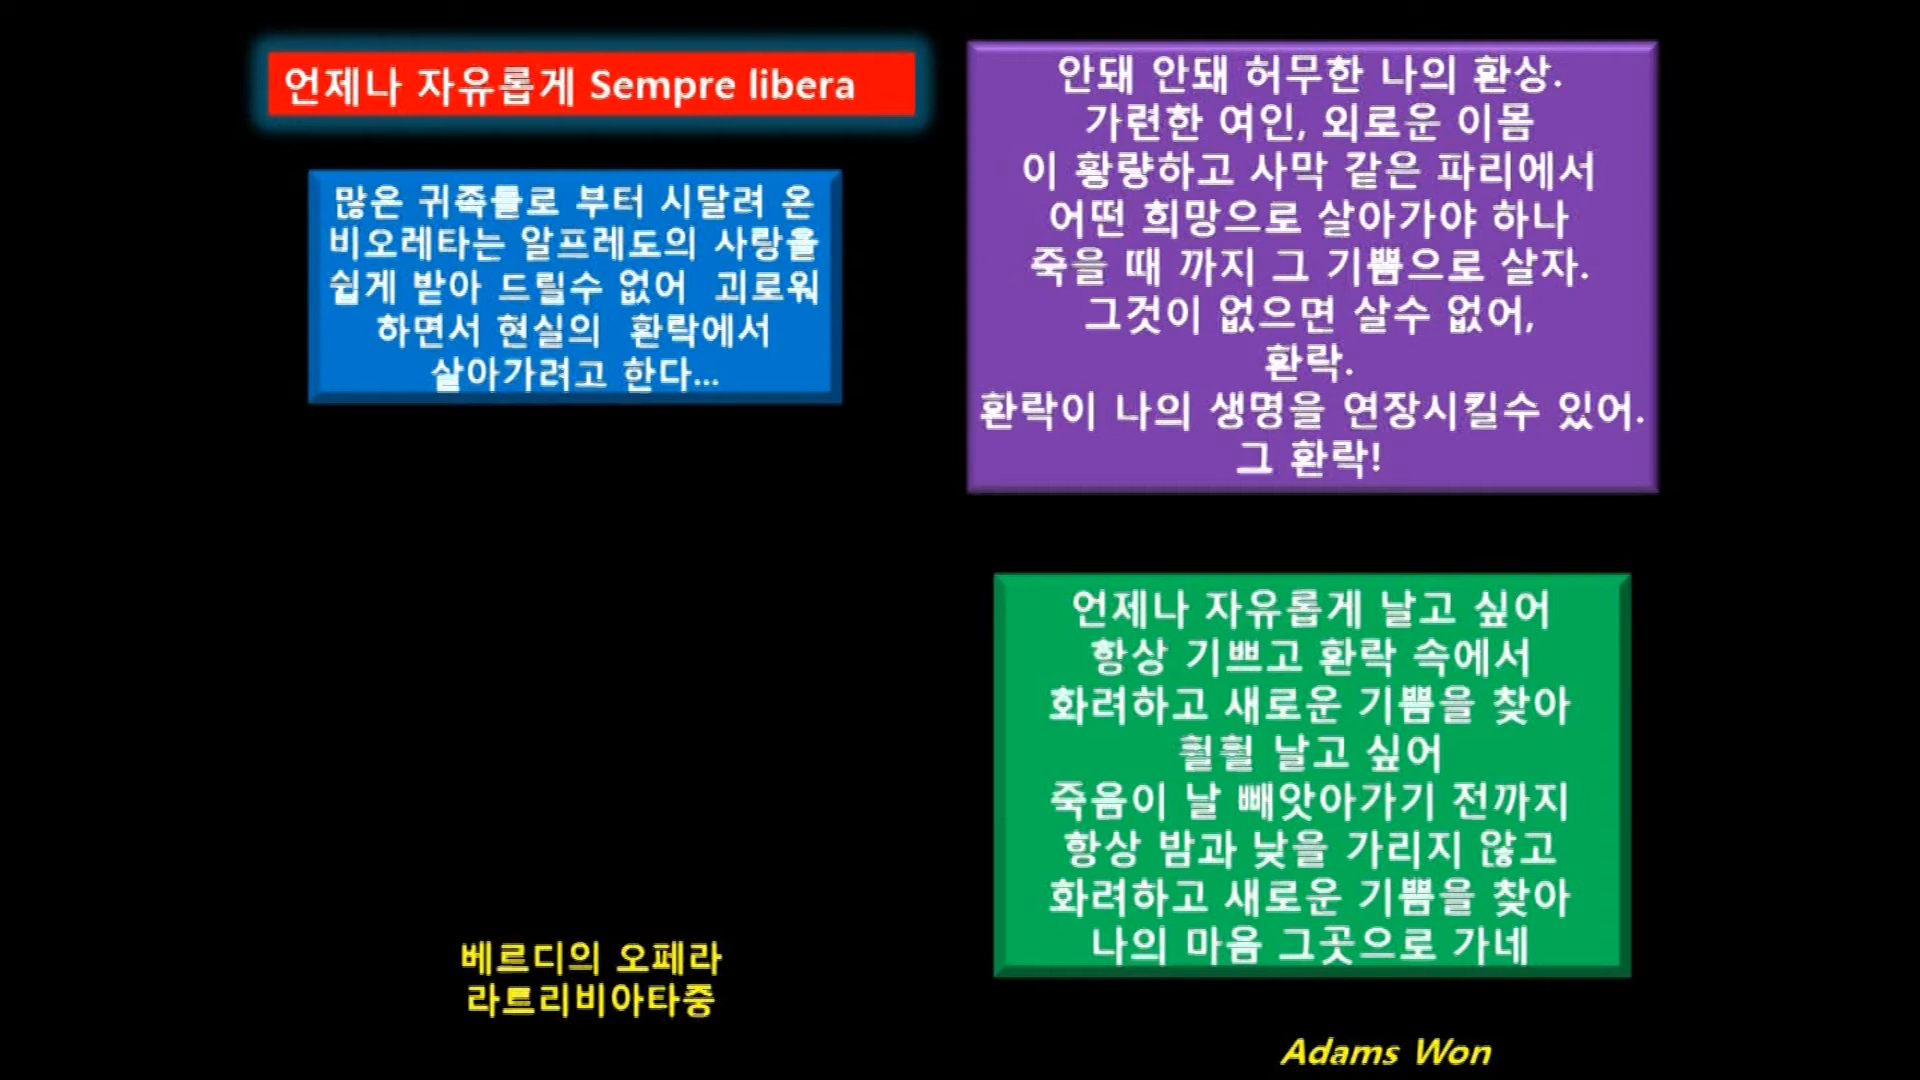 언제나 자유롭게 Sempre libera
많은 귀족들로 부터 시달려 온
비오레타는 알프레도의 사랑을
쉽게 받아 드릴수 없어 괴로워
하면서 현실의 환락에서
살아가려고 한다...
안돼 안돼 허무한 나의 환상.
가련한 여인, 외로운 이몸
이 황량하고 사막 같은 파리에서
어떤 희망으로 살아가야 하나
죽을 때 까지 그 기쁨으로 살자.
그것이 없으면 살수 없어,
환락.
환락이 나의 생명을 연장시킬수 있어.
그 환락!
언제나 자유롭게 날고 싶어
항상 기쁘고 환락 속에서
화려하고 새로운 기쁨을 찾아
훨훨 날고 싶어
죽음이 날 빼앗아가기 전까지
항상 밤과 낮을 가리지 않고
화려하고 새로운 기쁨을 찾아
나의 마음 그곳으로 가네
베르디의 오페라
라트리비아타중
Adams Won